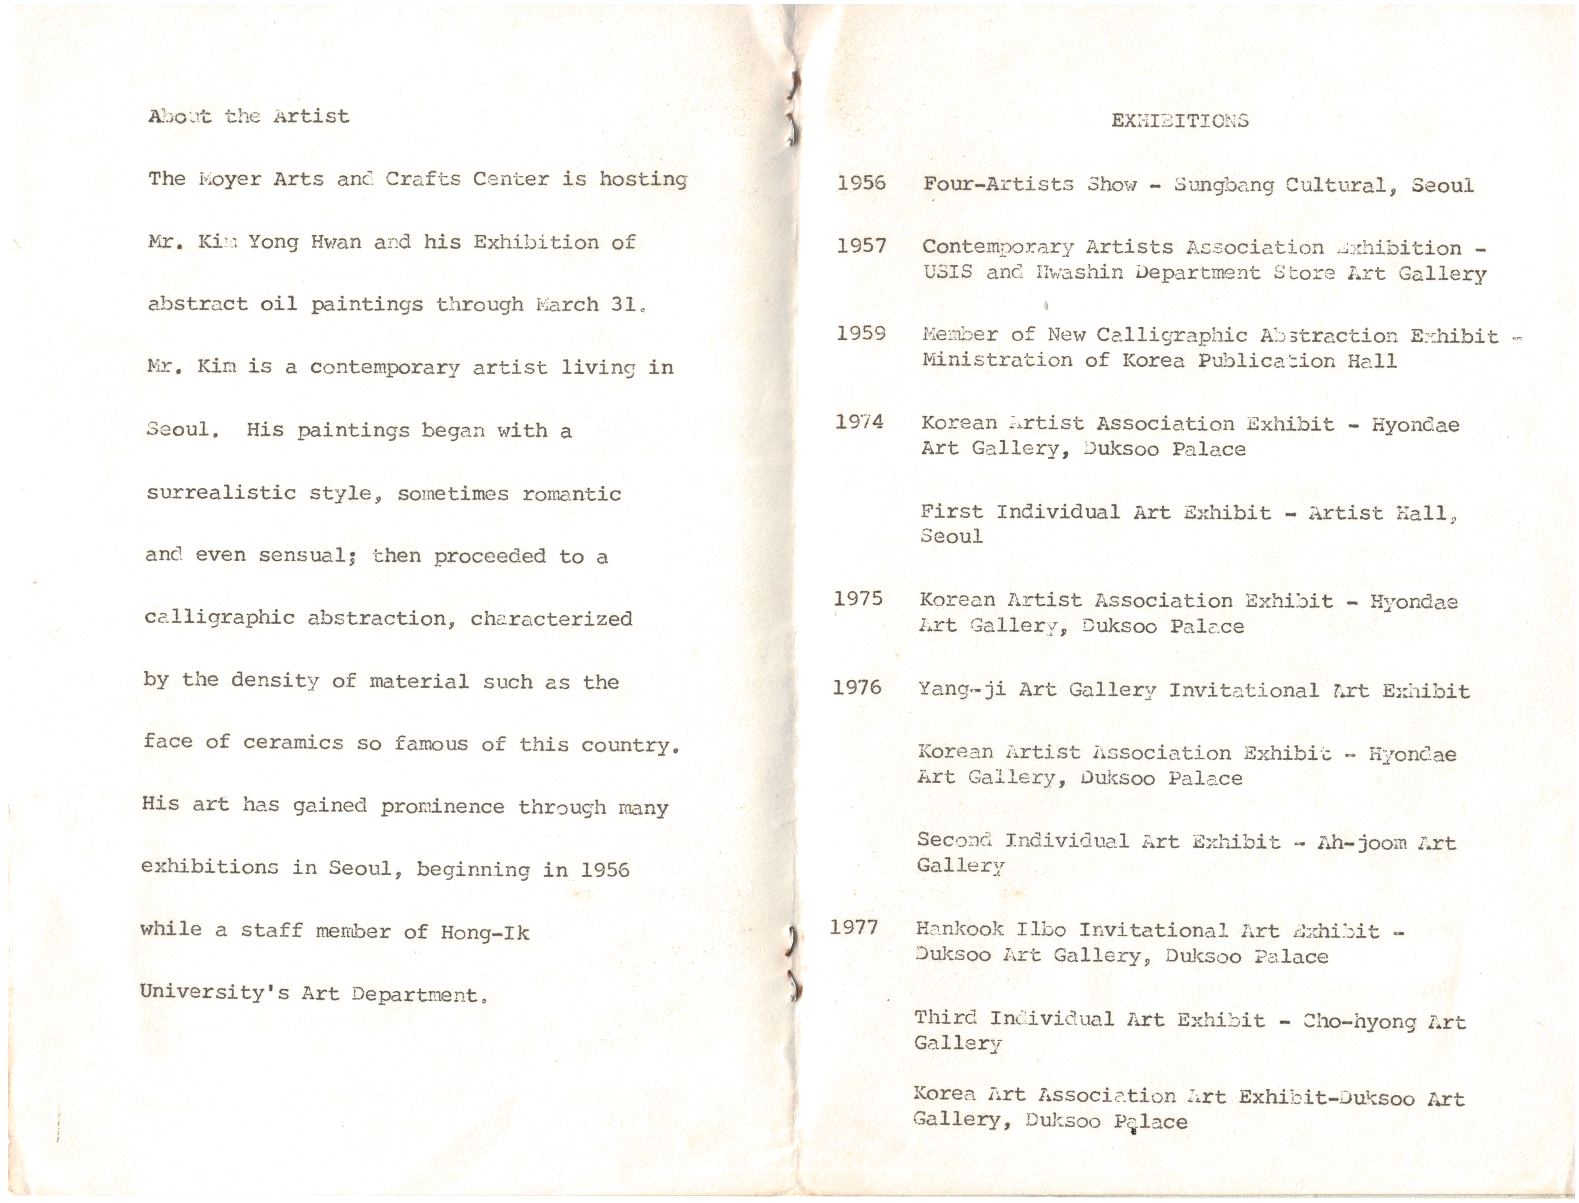 About the Artist
The Moyer Arts and Crafts Center is hosting
Mr. Kim Yong Hwan and his Exhibition of
abstract oil paintings through March 31.
Mr. Kim is a contemporary artist living in
Seoul. His paintings began with a
surrealistic style, sometimes romantic
and even sensual; then proceeded to a
calligraphic abstraction, characterized
by the density of material such as the
face of ceramics so famous of this country.
His art has gained prominence through many
exhibitions in Seoul, beginning in 1956
while a staff member of Hong-Ik
University's Art Department.
EXHIBITIONS
1956 Four-Artists Show - Sungbang Cultural, Seoul
1957 Contemporary Artists Association Exhibition -
USIS and Hwashin Department Store Art Gallery
1959 Member of New Calligraphic Abstraction Exhibit -
Ministration of Korea Publication Hall
1974 Korean Artist Association Exhibit - Hyondae
Art Gallery, Duksoo Palace
First Individual Art Exhibit - Artist Hall,
Seoul
1975 Korean Artist Association Exhibit - Hyondae
Art Gallery, Duksoo Palace
1976 Yang-ji Art Gallery Invitational Art Exhibit
Korean Artist Association Exhibit - Hyondae
Art Gallery, Duksoo Palace
Second Individual Art Exhibit - Ah-joom Art
Gallery
1977 Hankook Ilbo Invitational Art Exhibit -
Duksoo Art Gallery, Duksoo Palace
Third Individual Art Exhibit - Cho-hyong Art
Gallery
Korea Art Association Art Exhibit-Duksoo Art
Gallery, Duksoo Palace